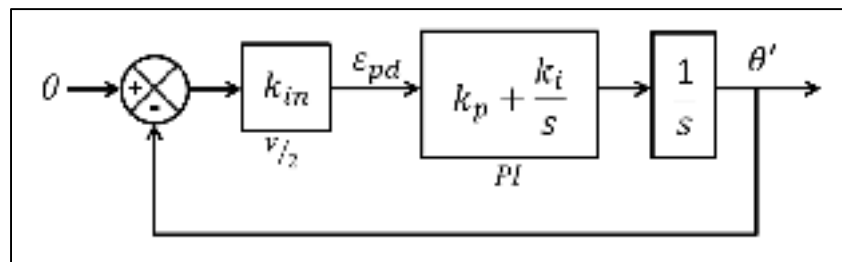 0
+
-
k_in
v/2
ε_pd
k_p + k_i/s
PI
1/s
θ'